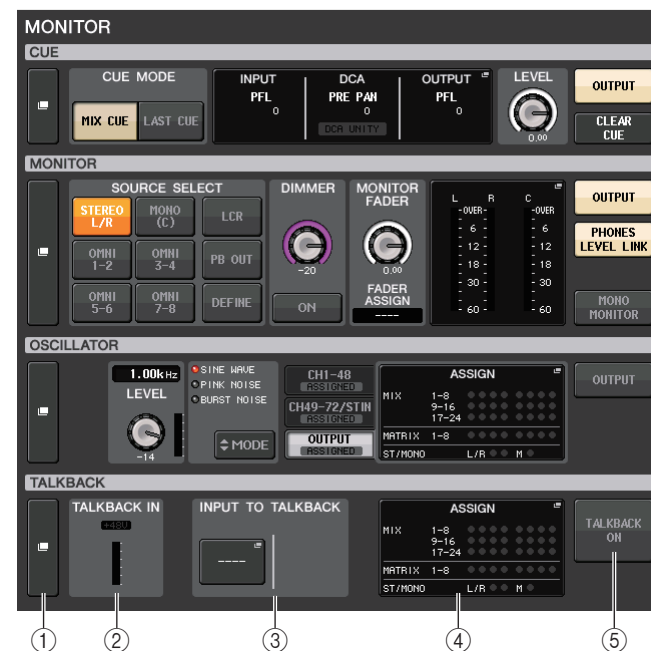 MONITOR
CUE
CUE MODE
MIX CUE
LAST CUE
INPUT
PFL
0
DCA
PRE PAN
0
DCA UNITY
OUTPUT
PFL
0
LEVEL
0.00
OUTPUT
CLEAR
CUE
MONITOR
SOURCE SELECT
STEREO
L/R
MONO
(C)
LCR
OMNI
1-2
OMNI
3-4
PB OUT
OMNI
5-6
OMNI
7-8
DEFINE
DIMMER
-20
ON
MONITOR
FADER
0.00
FADER
ASSIGN
----
L R C
-OVER- -OVER
- 6 - - 6
- 12 - - 12
- 18 - - 18
- 30 - - 30
- 60 - - 60
OUTPUT
PHONES
LEVEL LINK
MONO
MONITOR
OSCILLATOR
1.00kHz
LEVEL
-14
SINE WAVE
PINK NOISE
BURST NOISE
MODE
CH1-48
ASSIGNED
CH49-72/STIN
ASSIGNED
OUTPUT
ASSIGNED
ASSIGN
MIX 1-8
9-16
17-24
MATRIX 1-8
ST/MONO L/R M
OUTPUT
TALKBACK
TALKBACK IN
+48V
INPUT TO TALKBACK
----
ASSIGN
MIX 1-8
9-16
17-24
MATRIX 1-8
ST/MONO L/R M
TALKBACK
ON
① ② ③ ④ ⑤